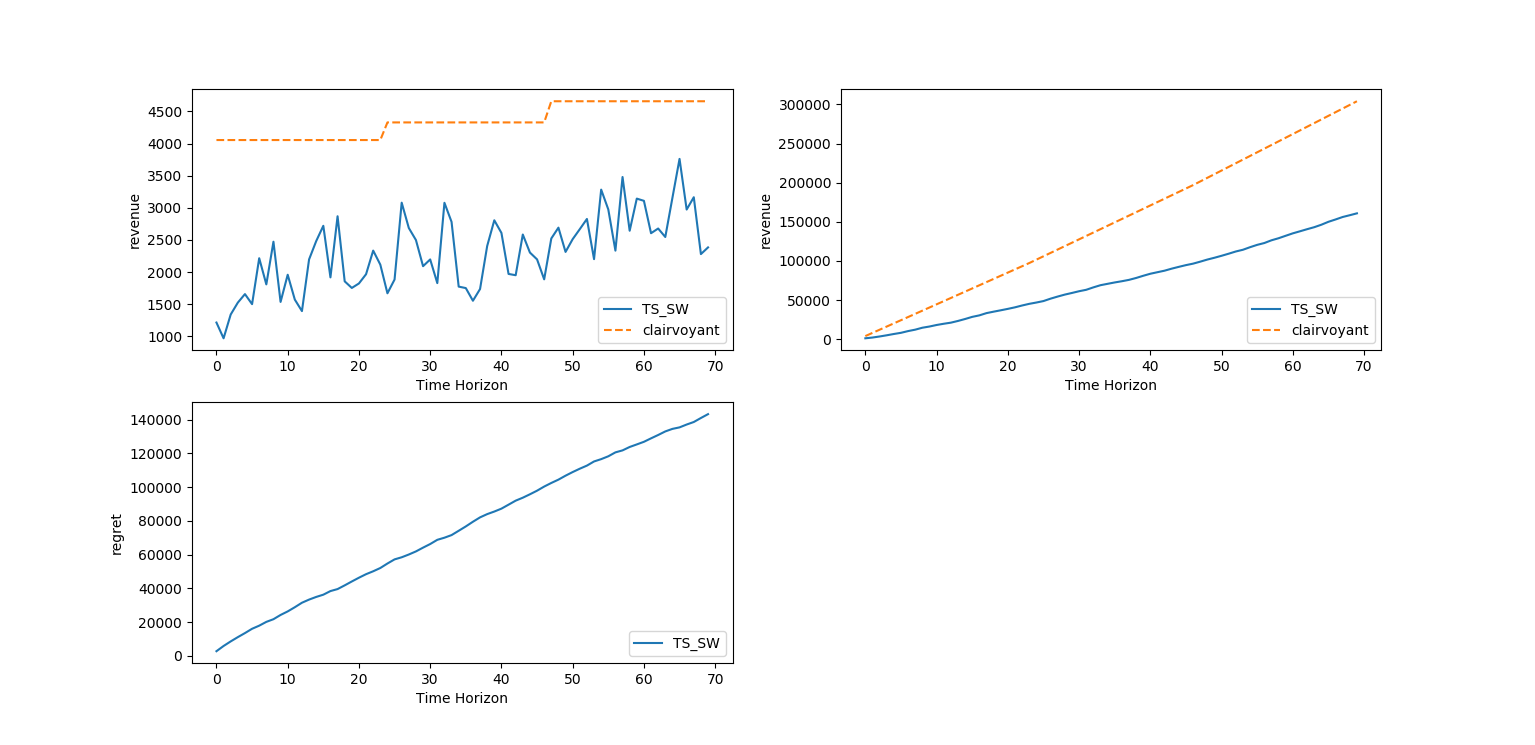 4500
4000
3500
3000
2500
2000
1500
1000
revenue
0 10 20 30 40 50 60 70
Time Horizon
TS_SW
clairvoyant
300000
250000
200000
150000
100000
50000
0
revenue
0 10 20 30 40 50 60 70
Time Horizon
TS_SW
clairvoyant
140000
120000
100000
80000
60000
40000
20000
0
regret
0 10 20 30 40 50 60 70
Time Horizon
TS_SW